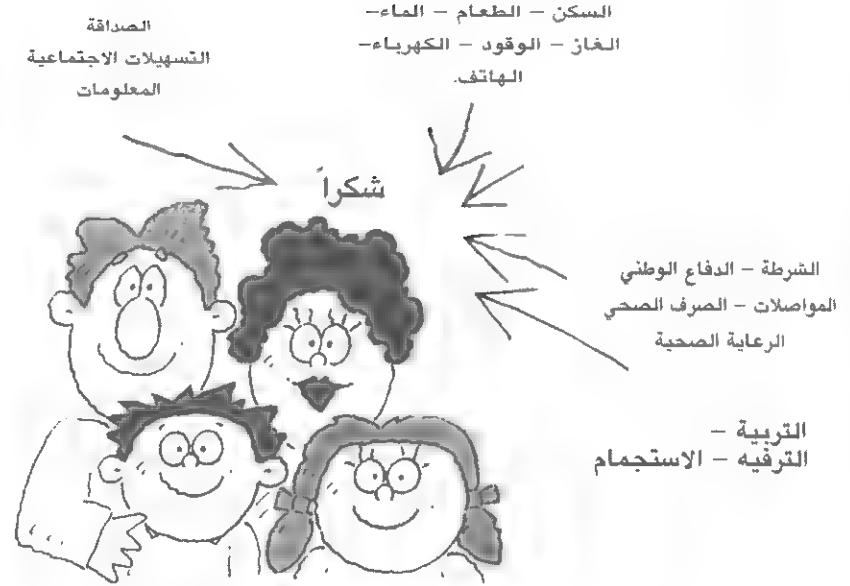 السكن – الطعام – الماء–
الغاز – الوقود – الكهرباء–
الهاتف.
الصداقة
التسهيلات الاجتماعية
المعلومات
شكراً
الشرطة – الدفاع الوطني
المواصلات – الصرف الصحي
الرعاية الصحية
التربية –
الترفيه – الاستجمام